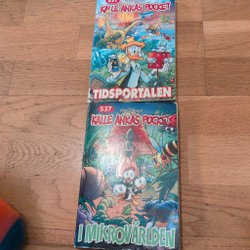 KALLE ANKAS POCKET
TIDSPORTALEN
537
KALLE ANKAS POCKET
I MIKROVÄRLDEN